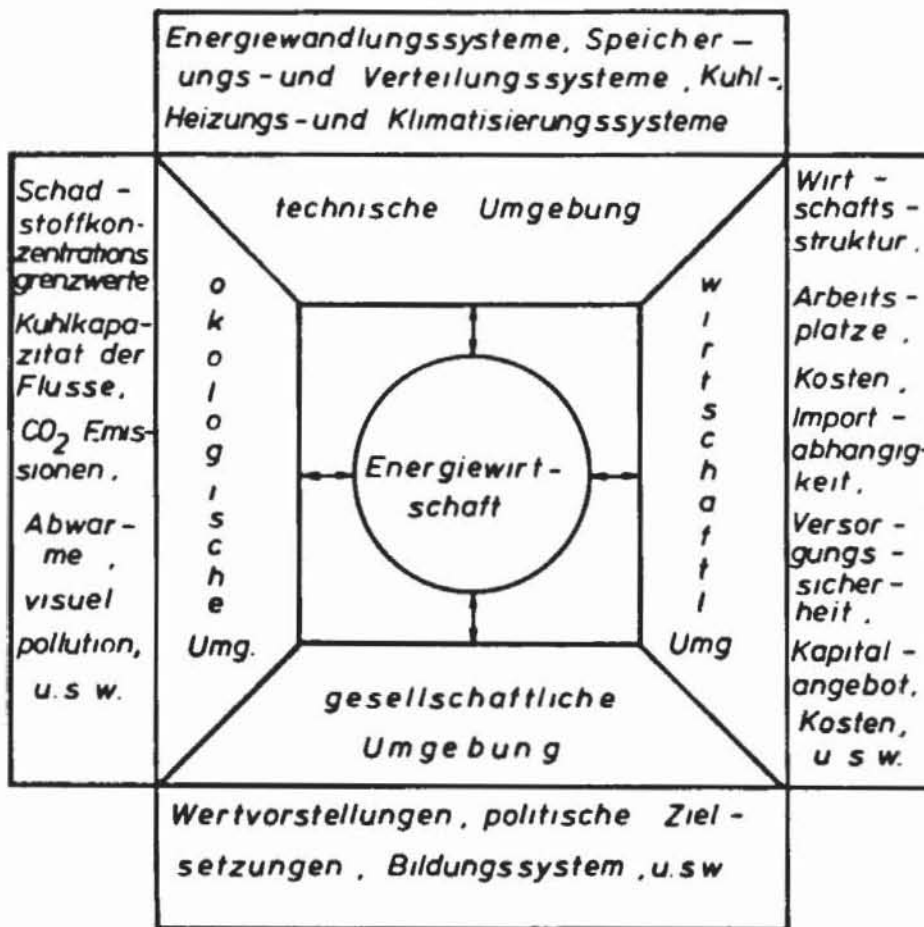 Energiewandlungssysteme, Speicher –
ungs - und Verteilungssysteme , Kuhl -,
Heizungs - und Klimatisierungssysteme
technische Umgebung
Schad -
stoffkon-
zentrations
grenzwerte
Kuhlkapa-
zitat der
Flusse,
CO₂ Emis-
sionen,
Abwar -
me ,
visuel
pollution,
u. s w.
o
k
o
l
o
g
i
s
c
h
e
Umg.
Energiewirt -
schaft
w
i
r
t
s
c
h
a
f
t
l
Umg
Wirt -
schafts -
struktur,
Arbeits -
platze ,
Kosten ,
Import -
abhangig-
keit,
Versor -
gungs -
sicher -
heit ,
Kapital -
angebot,
Kosten,
u s w.
gesellschaftliche
Umgebung
Wertvorstellungen , politische Ziel -
setzungen , Bildungssystem , u. s w